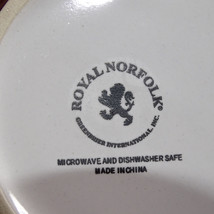 ROYAL NORFOLK®
GREENBRIER INTERNATIONAL, INC.
MICROWAVE AND DISHWASHER SAFE
MADE IN CHINA